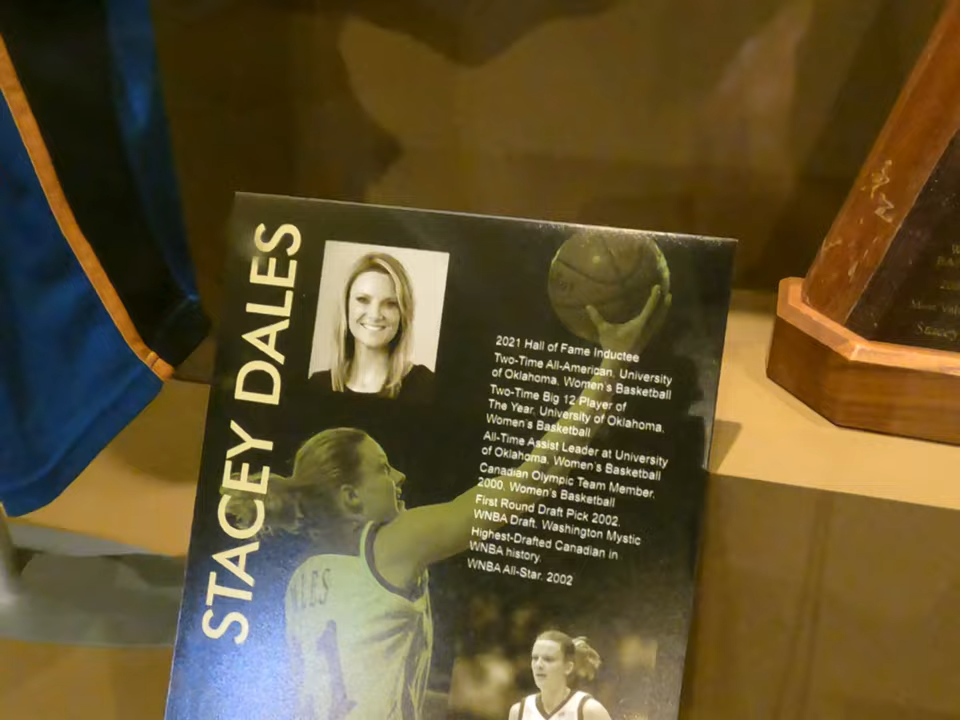 STACEY DALES
2021 Hall of Fame Inductee
Two-Time All-American, University
of Oklahoma, Women's Basketball
Two-Time Big 12 Player of
The Year, University of Oklahoma,
Women's Basketball
All-Time Assist Leader at University
of Oklahoma, Women's Basketball
Canadian Olympic Team Member,
2000, Women's Basketball
First Round Draft Pick 2002,
WNBA Draft, Washington Mystic
Highest-Drafted Canadian in
WNBA history,
WNBA All-Star, 2002
Stacey